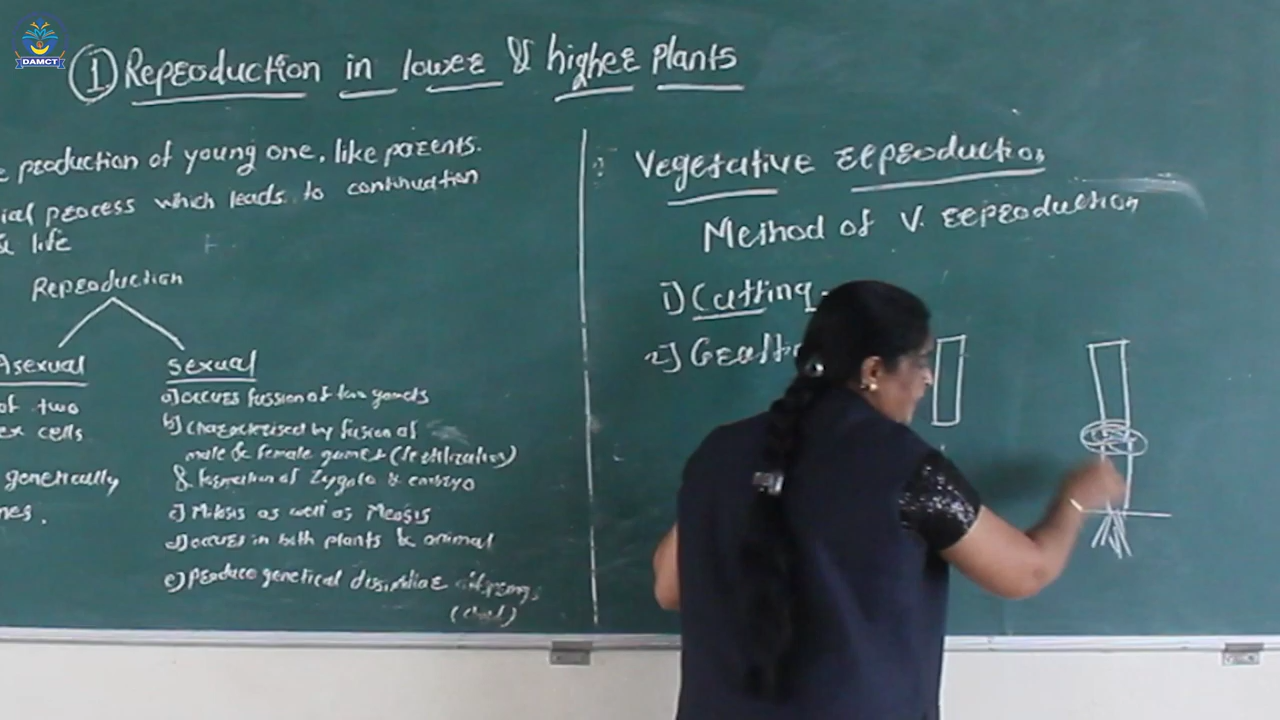 DAMCT
① Reproduction in lower & higher Plants
production of young one, like parents.
process which leads to continuation
life
Reproduction
Asexual
of two
cells
genetically
sexual
a) occurs fussion of two gamets
b) characterised by fusion of
male & female gamet (fertilization)
& formation of Zygote & embryo
c) Mitosis as well as Meosis
d) occurs in both plants & animal
e) produce genetical dissimilar
Vegetative reproduction
Method of V. reproduction
1) Cutting -
2)